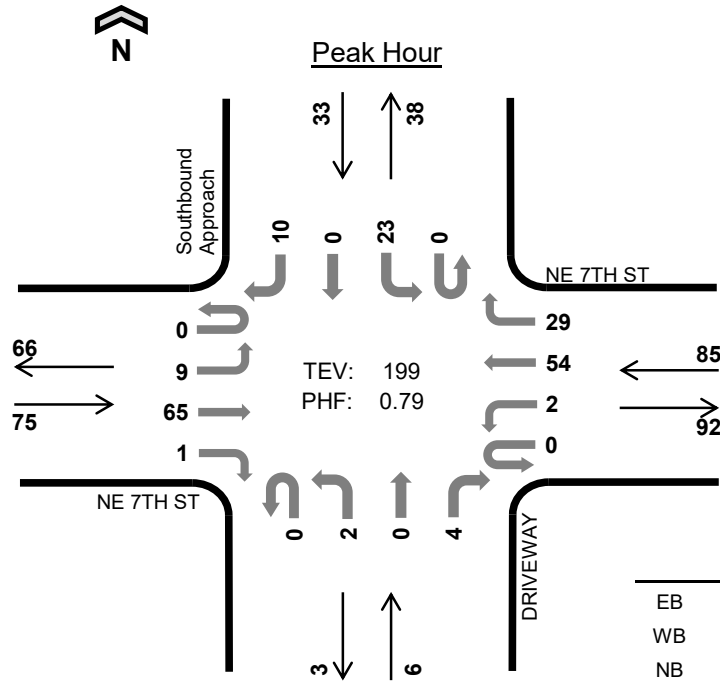 N
Peak Hour
33
38
Southbound
Approach
10
0
23
0
NE 7TH ST
0
29
66
9
TEV: 199
54
85
75
65
PHF: 0.79
2
92
1
0
NE 7TH ST
0
2
0
4
DRIVEWAY
3
6
EB
WB
NB